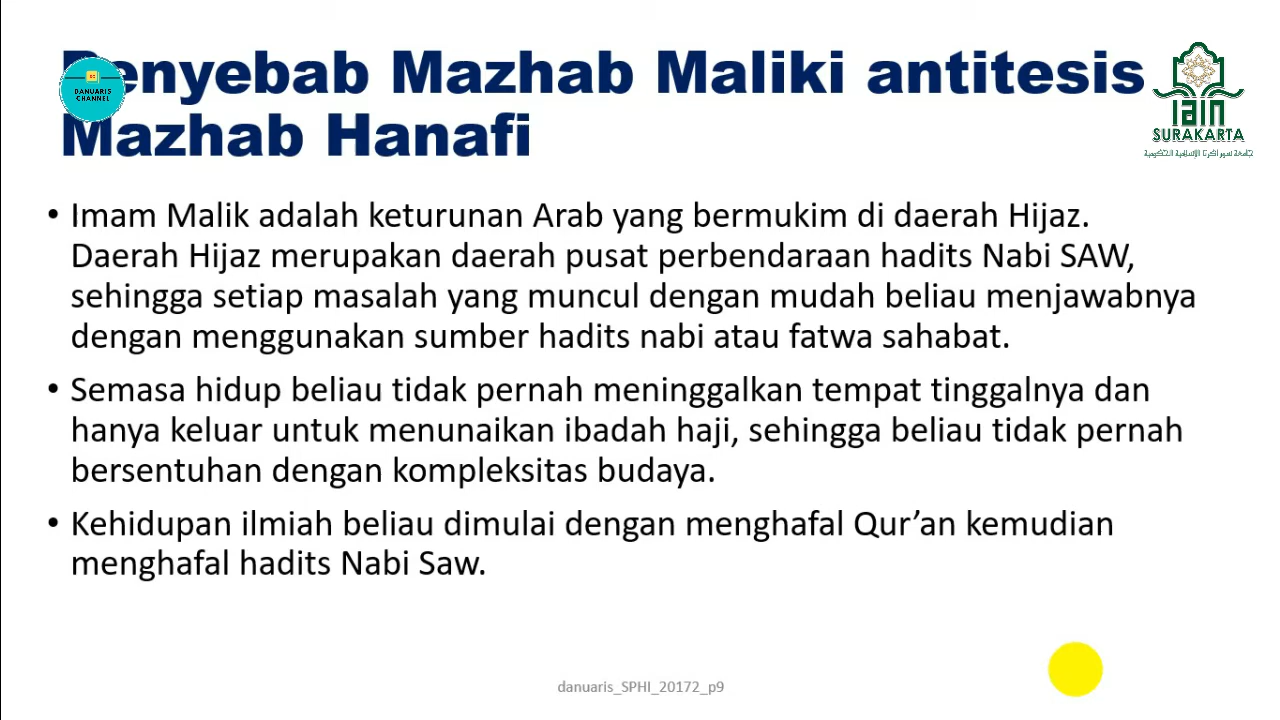 Penyebab Mazhab Maliki antitesis
Mazhab Hanafi
DANUARIS
CHANNEL
iain
SURAKARTA
• Imam Malik adalah keturunan Arab yang bermukim di daerah Hijaz.
Daerah Hijaz merupakan daerah pusat perbendaraan hadits Nabi SAW,
sehingga setiap masalah yang muncul dengan mudah beliau menjawabnya
dengan menggunakan sumber hadits nabi atau fatwa sahabat.
• Semasa hidup beliau tidak pernah meninggalkan tempat tinggalnya dan
hanya keluar untuk menunaikan ibadah haji, sehingga beliau tidak pernah
bersentuhan dengan kompleksitas budaya.
• Kehidupan ilmiah beliau dimulai dengan menghafal Qur’an kemudian
menghafal hadits Nabi Saw.
danuaris_SPHI_20172_p9